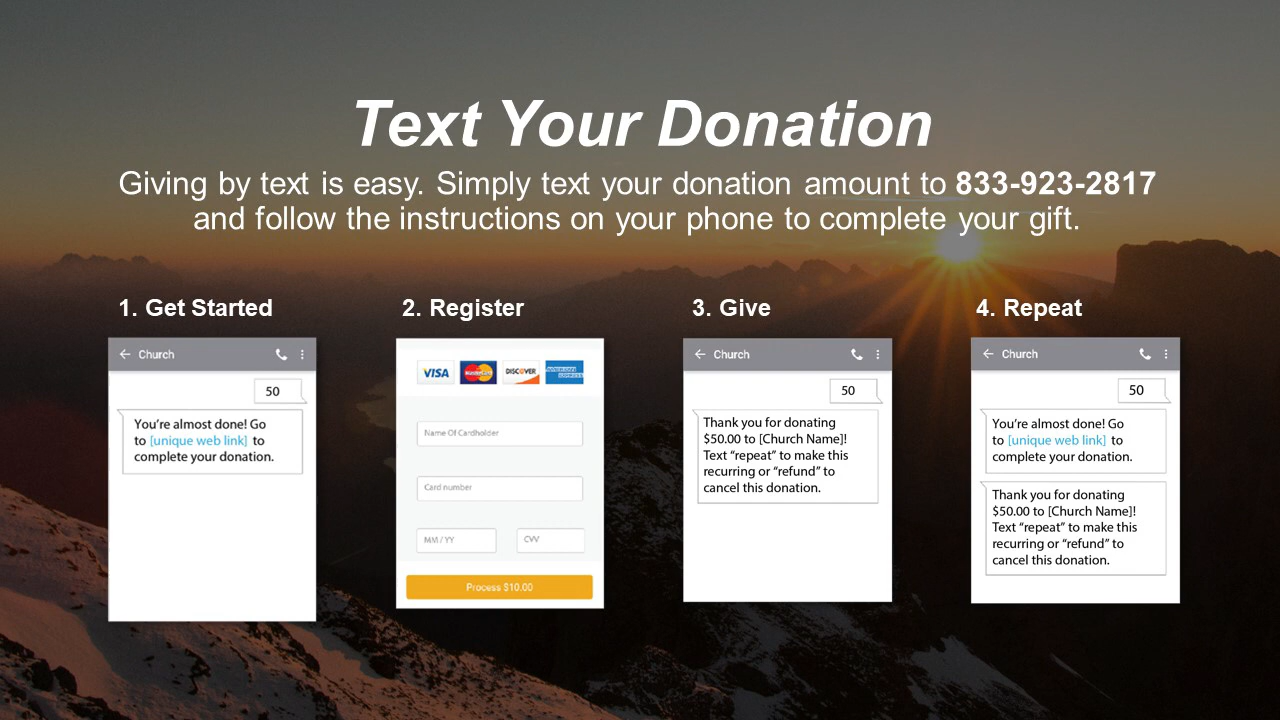 Text Your Donation
Giving by text is easy. Simply text your donation amount to 833-923-2817
and follow the instructions on your phone to complete your gift.
1. Get Started
Church
50
You're almost done! Go
to [unique web link] to
complete your donation.
2. Register
VISA MasterCard DISCOVER AMERICAN EXPRESS
Name Of Cardholder
Card number
MM / YY CVV
Process $10.00
3. Give
Church
50
Thank you for donating
$50.00 to [Church Name]!
Text “repeat” to make this
recurring or “refund” to
cancel this donation.
4. Repeat
Church
50
You're almost done! Go
to [unique web link] to
complete your donation.
Thank you for donating
$50.00 to [Church Name]!
Text “repeat” to make this
recurring or “refund” to
cancel this donation.